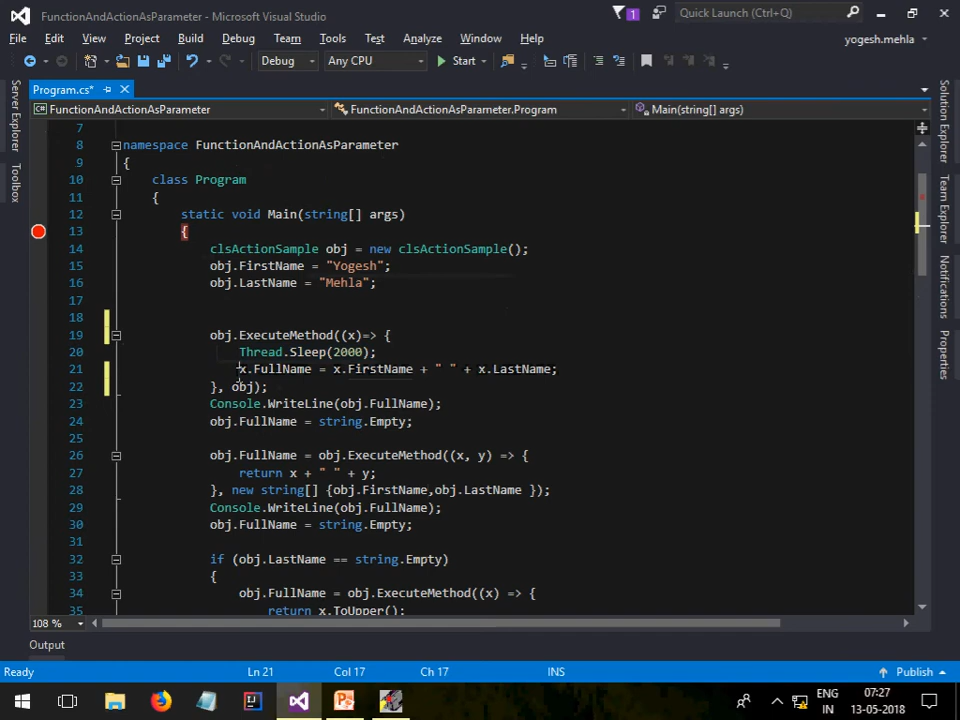 FunctionAndActionAsParameter - Microsoft Visual Studio
1
Quick Launch (Ctrl+Q)
File Edit View Project Build Debug Team Tools Test Analyze Window Help
yogesh.mehla
Debug Any CPU Start
Program.cs*
FunctionAndActionAsParameter FunctionAndActionAsParameter.Program Main(string[] args)
Server Explorer
Toolbox
7
8 namespace FunctionAndActionAsParameter
9 {
10 class Program
11 {
12 static void Main(string[] args)
13 {
14 clsActionSample obj = new clsActionSample();
15 obj.FirstName = "Yogesh";
16 obj.LastName = "Mehla";
17
18
19 obj.ExecuteMethod((x)=> {
20 Thread.Sleep(2000);
21 x.FullName = x.FirstName + " " + x.LastName;
22 }, obj);
23 Console.WriteLine(obj.FullName);
24 obj.FullName = string.Empty;
25
26 obj.FullName = obj.ExecuteMethod((x, y) => {
27 return x + " " + y;
28 }, new string[] {obj.FirstName,obj.LastName });
29 Console.WriteLine(obj.FullName);
30 obj.FullName = string.Empty;
31
32 if (obj.LastName == string.Empty)
33 {
34 obj.FullName = obj.ExecuteMethod((x) => {
35 return x.ToUpper();
Solution Explorer
Team Explorer
Notifications
Properties
108 %
Output
Ready Ln 21 Col 17 Ch 17 INS Publish
ENG
IN
07:27
13-05-2018